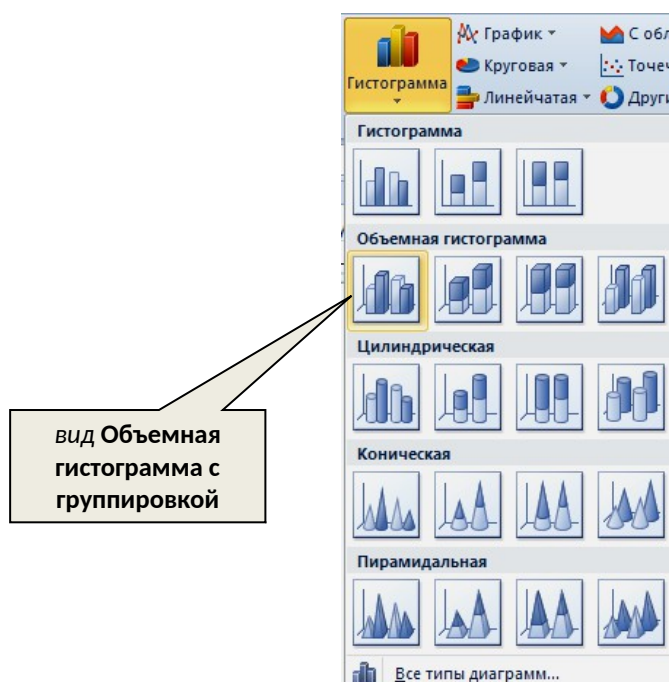 График
С обл
Круговая
Точеч
Гистограмма
Линейчатая
Други
Гистограмма
Объемная гистограмма
Цилиндрическая
вид Объемная
гистограмма с
группировкой
Коническая
Пирамидальная
Все типы диаграмм...